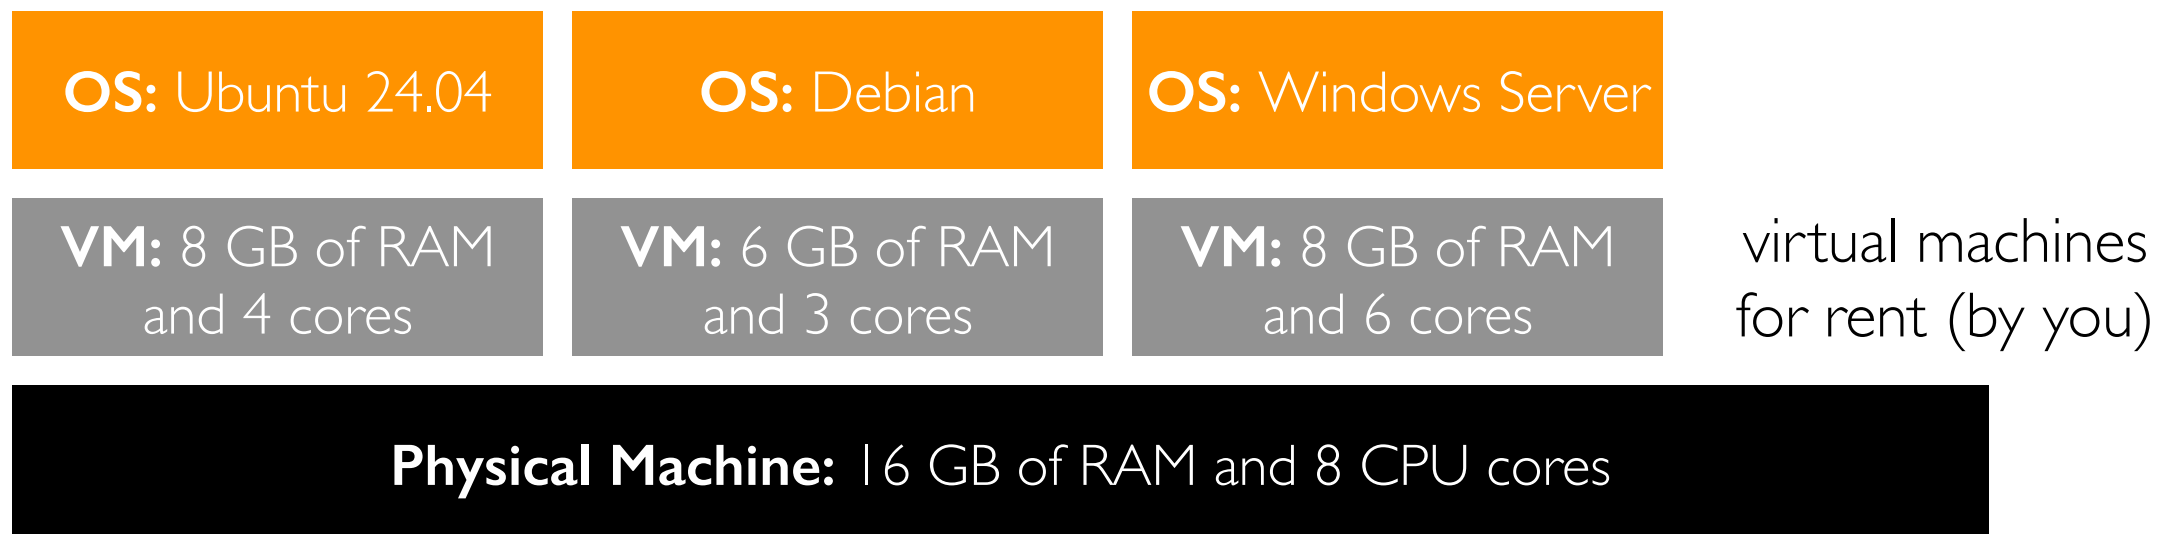 OS: Ubuntu 24.04
OS: Debian
OS: Windows Server
VM: 8 GB of RAM
and 4 cores
VM: 6 GB of RAM
and 3 cores
VM: 8 GB of RAM
and 6 cores
virtual machines
for rent (by you)
Physical Machine: 16 GB of RAM and 8 CPU cores